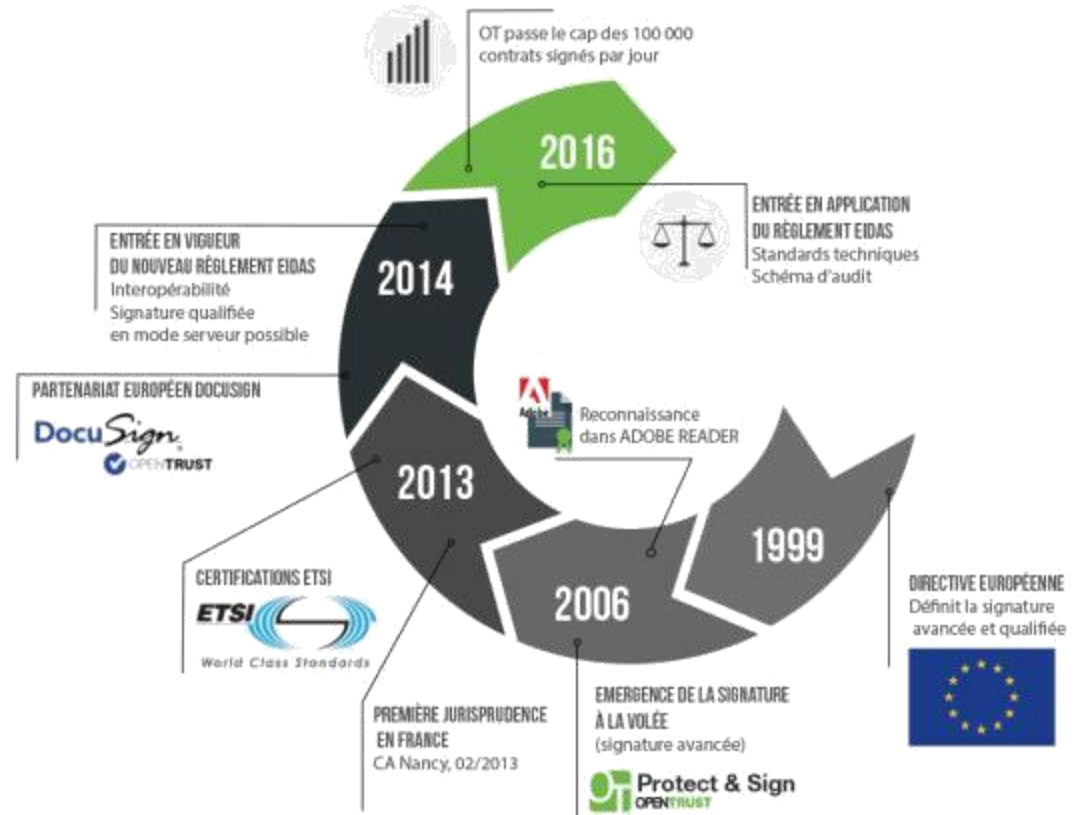 OT passe le cap des 100 000
contrats signés par jour
2016
ENTRÉE EN APPLICATION
DU RÈGLEMENT EIDAS
Standards techniques
Schéma d'audit
ENTRÉE EN VIGUEUR
DU NOUVEAU RÈGLEMENT EIDAS
Interopérabilité
Signature qualifiée
en mode serveur possible
2014
PARTENARIAT EUROPÉEN DOCUSIGN
DocuSign
OPENTRUST
Adobe
Reconnaissance
dans ADOBE READER
2013
1999
CERTIFICATIONS ETSI
ETSI
World Class Standards
2006
DIRECTIVE EUROPÉENNE
Définit la signature
avancée et qualifiée
PREMIÈRE JURISPRUDENCE
EN FRANCE
CA Nancy, 02/2013
EMERGENCE DE LA SIGNATURE
À LA VOLÉE
(signature avancée)
OT Protect & Sign
OPENTRUST